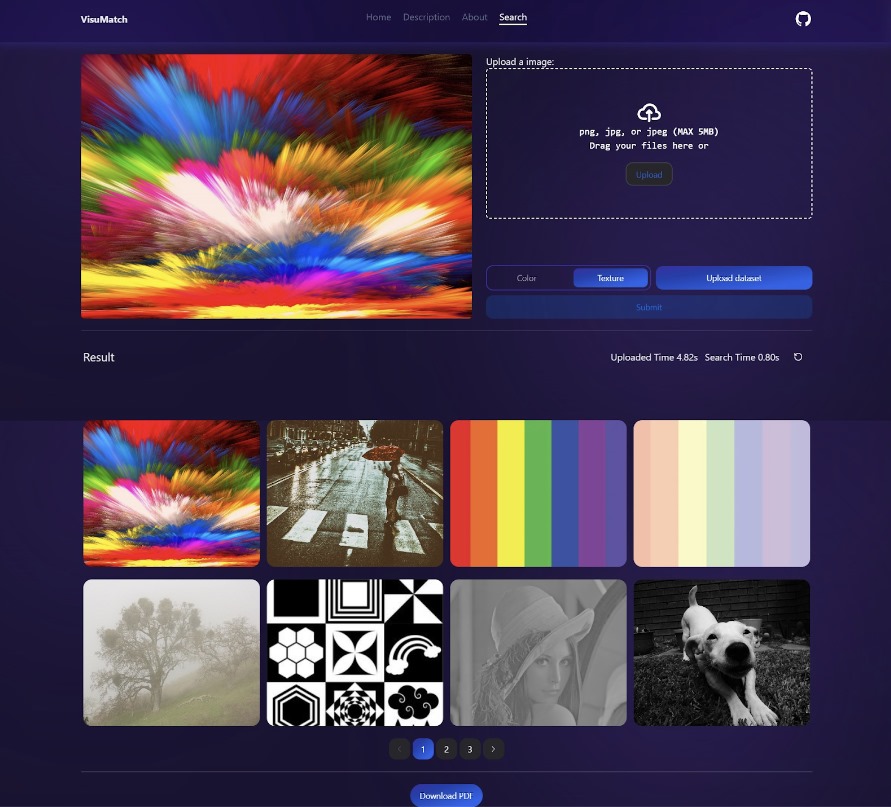 VisuMatch
Home Description About Search
Upload a image:
png, jpg, or jpeg (MAX 5MB)
Drag your files here or
Upload
Color Texture Upload dataset
Submit
Result
Uploaded Time 4.82s Search Time 0.80s
1 2 3
Download PDF